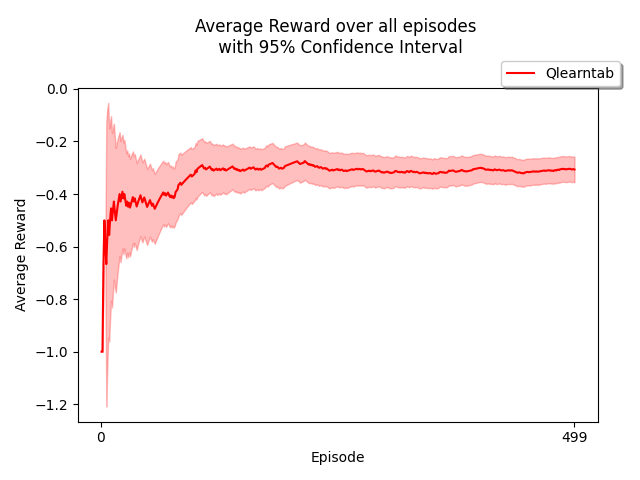 Average Reward over all episodes
with 95% Confidence Interval
Qlearntab
0.0
−0.2
−0.4
−0.6
−0.8
−1.0
−1.2
Average Reward
0
499
Episode